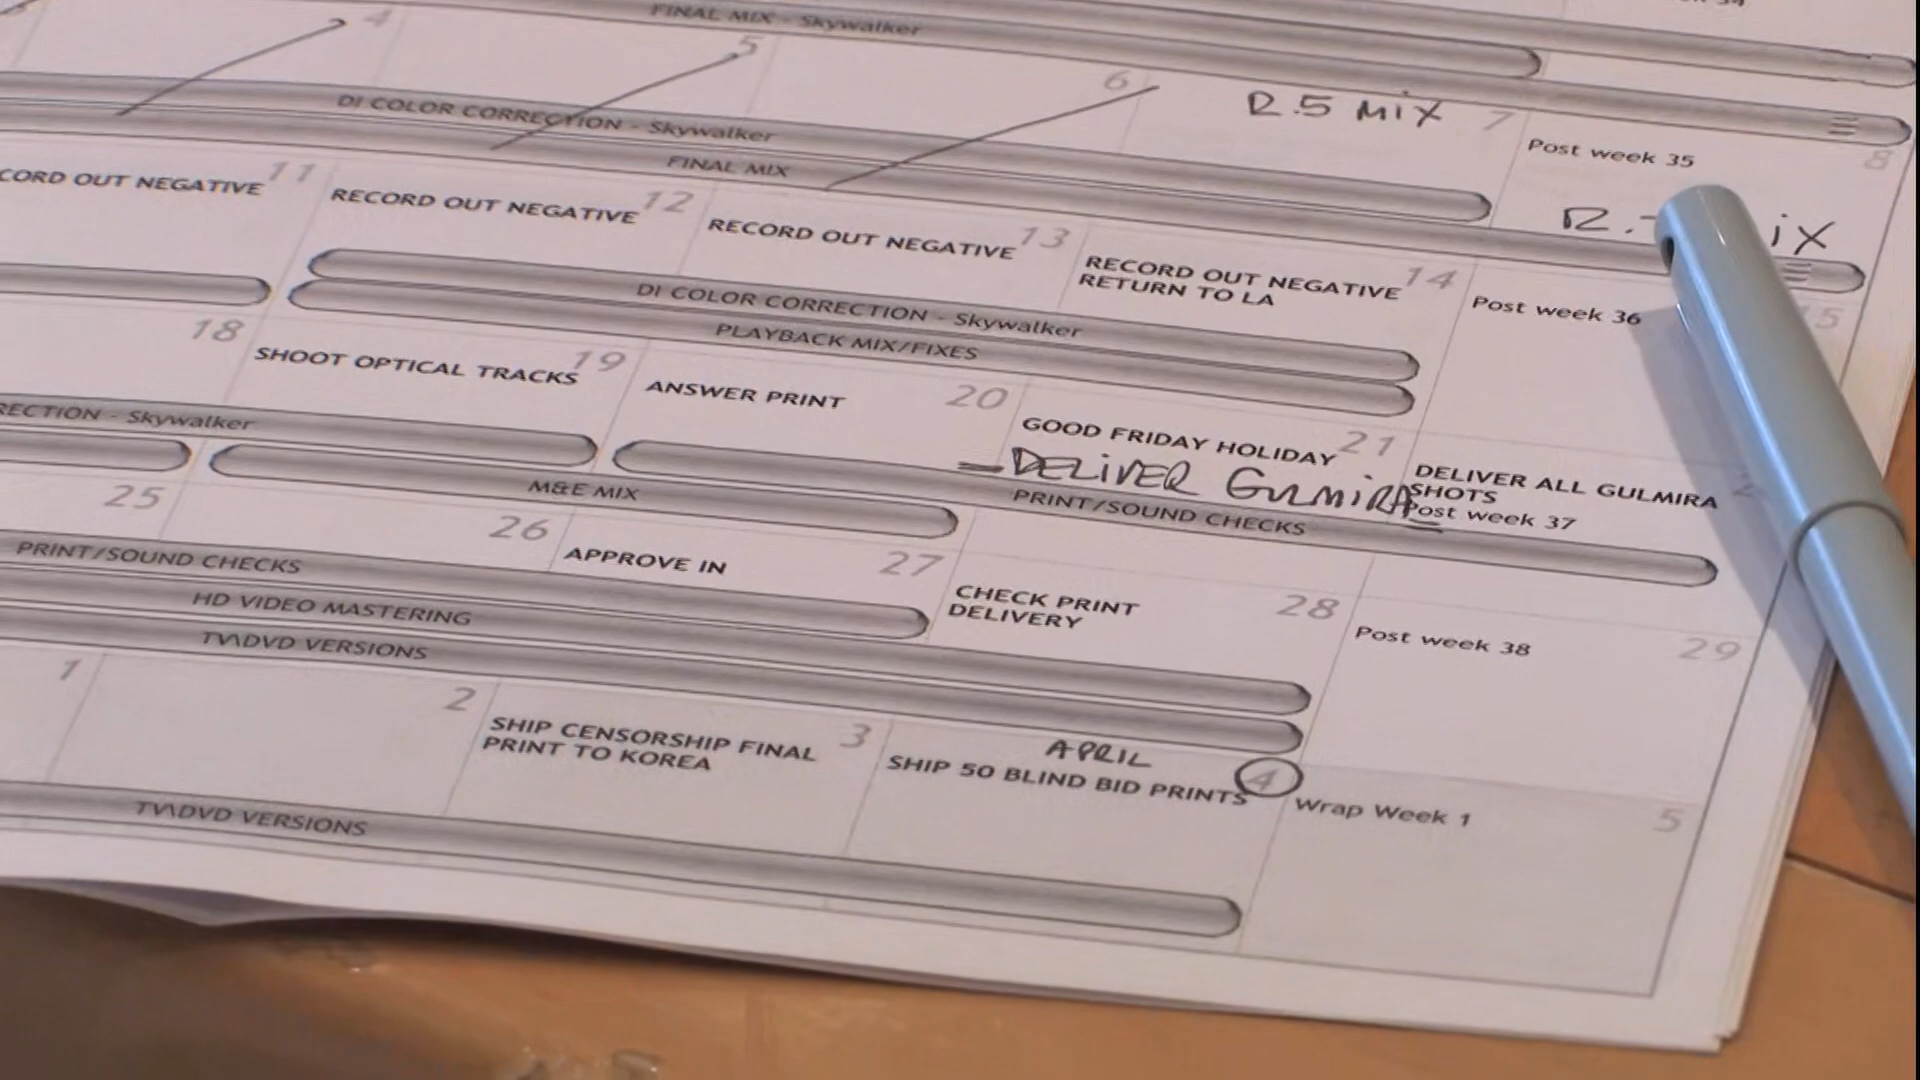 FINAL MIX - Skywalker
4
5
6
R.5 MIX
7
Post week 35
8
DI COLOR CORRECTION - Skywalker
FINAL MIX
CORD OUT NEGATIVE
11
RECORD OUT NEGATIVE
12
RECORD OUT NEGATIVE
13
RECORD OUT NEGATIVE
RETURN TO LA
14
Post week 36
15
DI COLOR CORRECTION - Skywalker
PLAYBACK MIX/FIXES
18
SHOOT OPTICAL TRACKS
19
ANSWER PRINT
20
GOOD FRIDAY HOLIDAY
21
DELIVER GULMIRA
DELIVER ALL GULMIRA
SHOTS
Post week 37
RECTION - Skywalker
M&E MIX
PRINT/SOUND CHECKS
25
26
APPROVE IN
27
CHECK PRINT
DELIVERY
28
Post week 38
29
PRINT/SOUND CHECKS
HD VIDEO MASTERING
TV\DVD VERSIONS
1
2
SHIP CENSORSHIP FINAL
PRINT TO KOREA
3
APRIL
SHIP 50 BLIND BID PRINTS
4
Wrap Week 1
5
TV\DVD VERSIONS